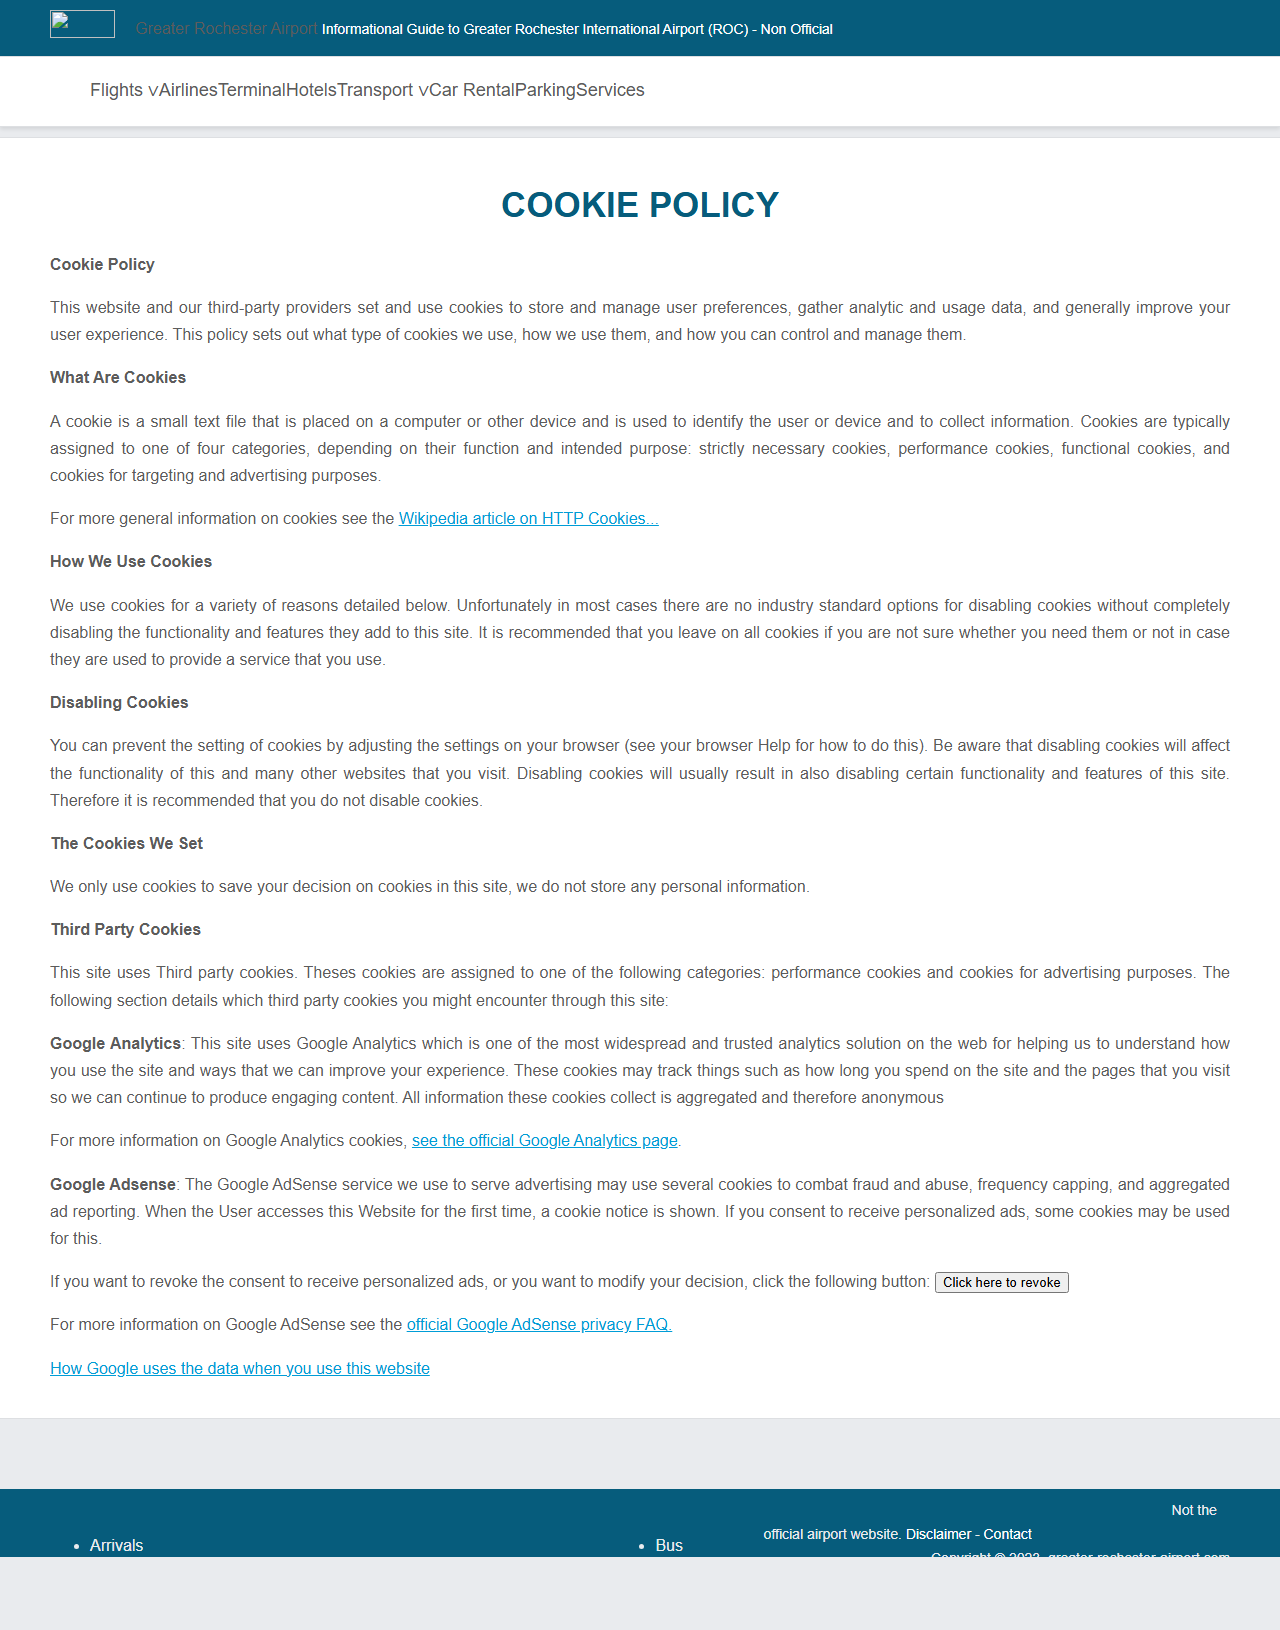 Greater Rochester Airport Informational Guide to Greater Rochester International Airport (ROC) - Non Official
Flights ∨AirlinesTerminalHotelsTransport ∨Car RentalParkingServices
COOKIE POLICY
Cookie Policy
This website and our third-party providers set and use cookies to store and manage user preferences, gather analytic and usage data, and generally improve your
user experience. This policy sets out what type of cookies we use, how we use them, and how you can control and manage them.
What Are Cookies
A cookie is a small text file that is placed on a computer or other device and is used to identify the user or device and to collect information. Cookies are typically
assigned to one of four categories, depending on their function and intended purpose: strictly necessary cookies, performance cookies, functional cookies, and
cookies for targeting and advertising purposes.
For more general information on cookies see the Wikipedia article on HTTP Cookies...
How We Use Cookies
We use cookies for a variety of reasons detailed below. Unfortunately in most cases there are no industry standard options for disabling cookies without completely
disabling the functionality and features they add to this site. It is recommended that you leave on all cookies if you are not sure whether you need them or not in case
they are used to provide a service that you use.
Disabling Cookies
You can prevent the setting of cookies by adjusting the settings on your browser (see your browser Help for how to do this). Be aware that disabling cookies will affect
the functionality of this and many other websites that you visit. Disabling cookies will usually result in also disabling certain functionality and features of this site.
Therefore it is recommended that you do not disable cookies.
The Cookies We Set
We only use cookies to save your decision on cookies in this site, we do not store any personal information.
Third Party Cookies
This site uses Third party cookies. Theses cookies are assigned to one of the following categories: performance cookies and cookies for advertising purposes. The
following section details which third party cookies you might encounter through this site:
Google Analytics: This site uses Google Analytics which is one of the most widespread and trusted analytics solution on the web for helping us to understand how
you use the site and ways that we can improve your experience. These cookies may track things such as how long you spend on the site and the pages that you visit
so we can continue to produce engaging content. All information these cookies collect is aggregated and therefore anonymous
For more information on Google Analytics cookies, see the official Google Analytics page.
Google Adsense: The Google AdSense service we use to serve advertising may use several cookies to combat fraud and abuse, frequency capping, and aggregated
ad reporting. When the User accesses this Website for the first time, a cookie notice is shown. If you consent to receive personalized ads, some cookies may be used
for this.
If you want to revoke the consent to receive personalized ads, or you want to modify your decision, click the following button: Click here to revoke
For more information on Google AdSense see the official Google AdSense privacy FAQ.
How Google uses the data when you use this website
Not the
official airport website. Disclaimer - Contact
• Arrivals
• Bus